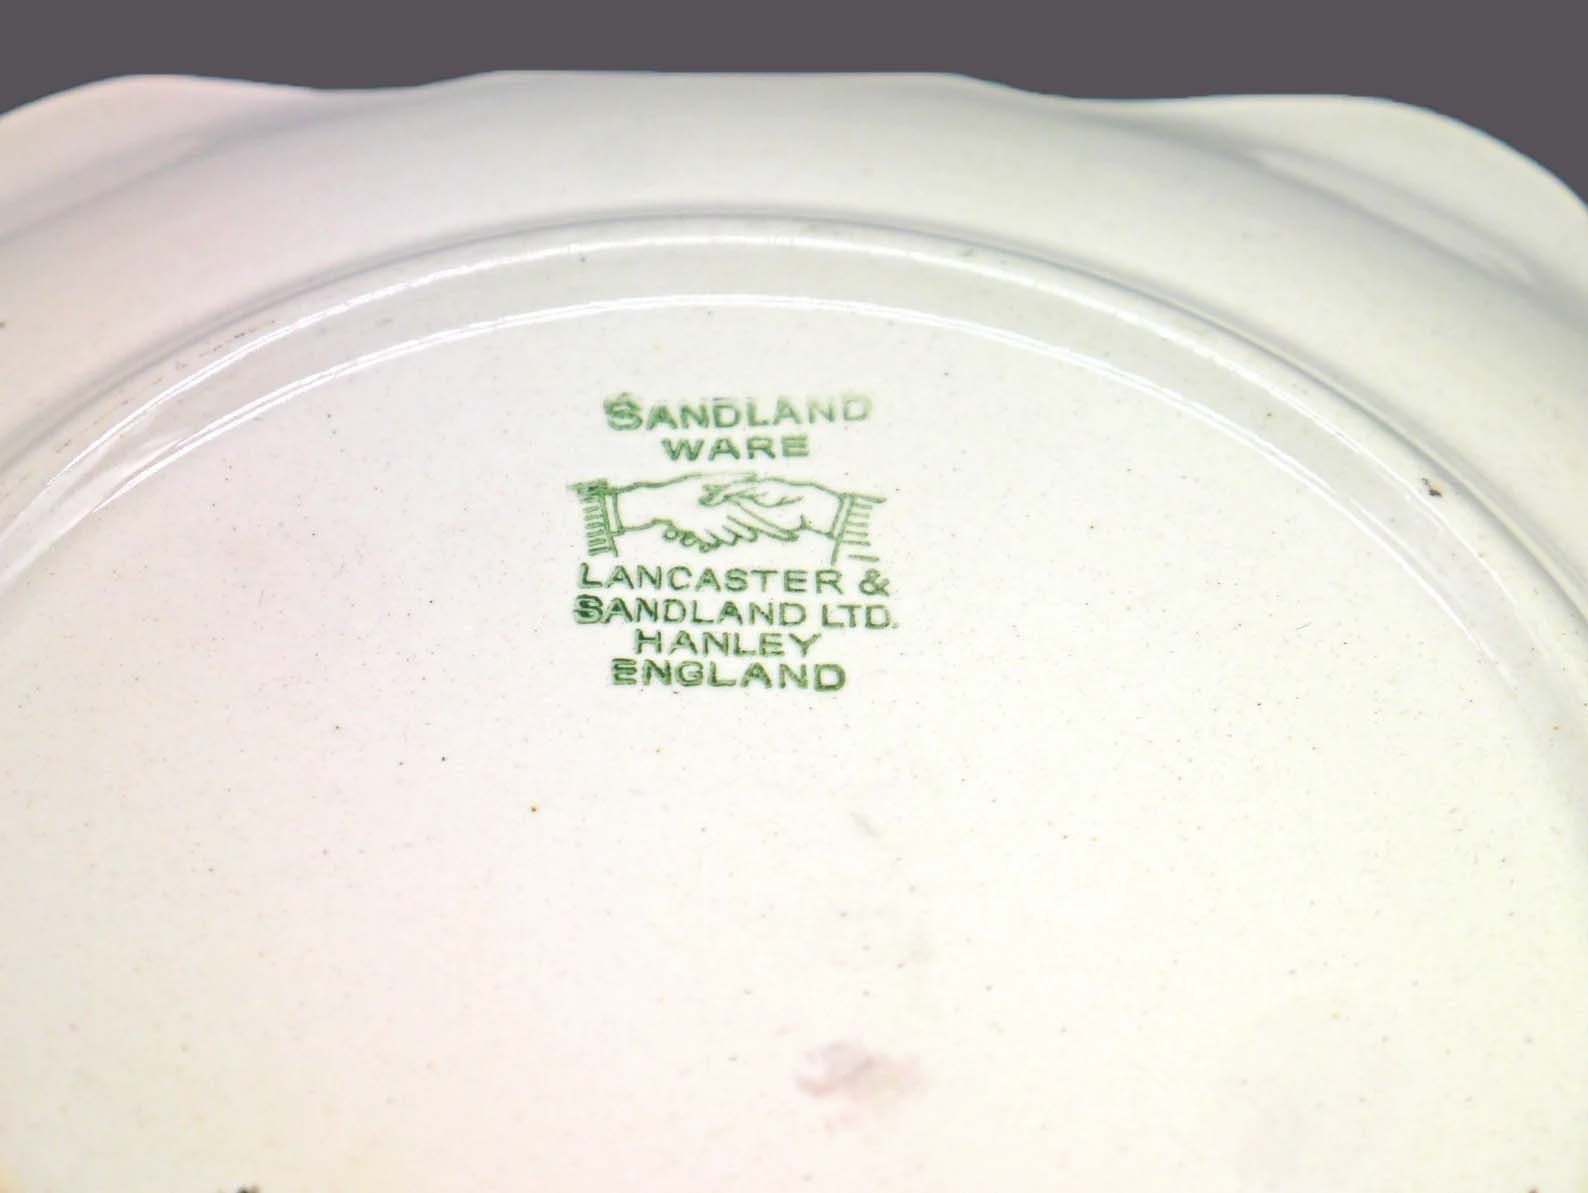 SANDLAND
WARE
LANCASTER &
SANDLAND LTD.
HANLEY
ENGLAND